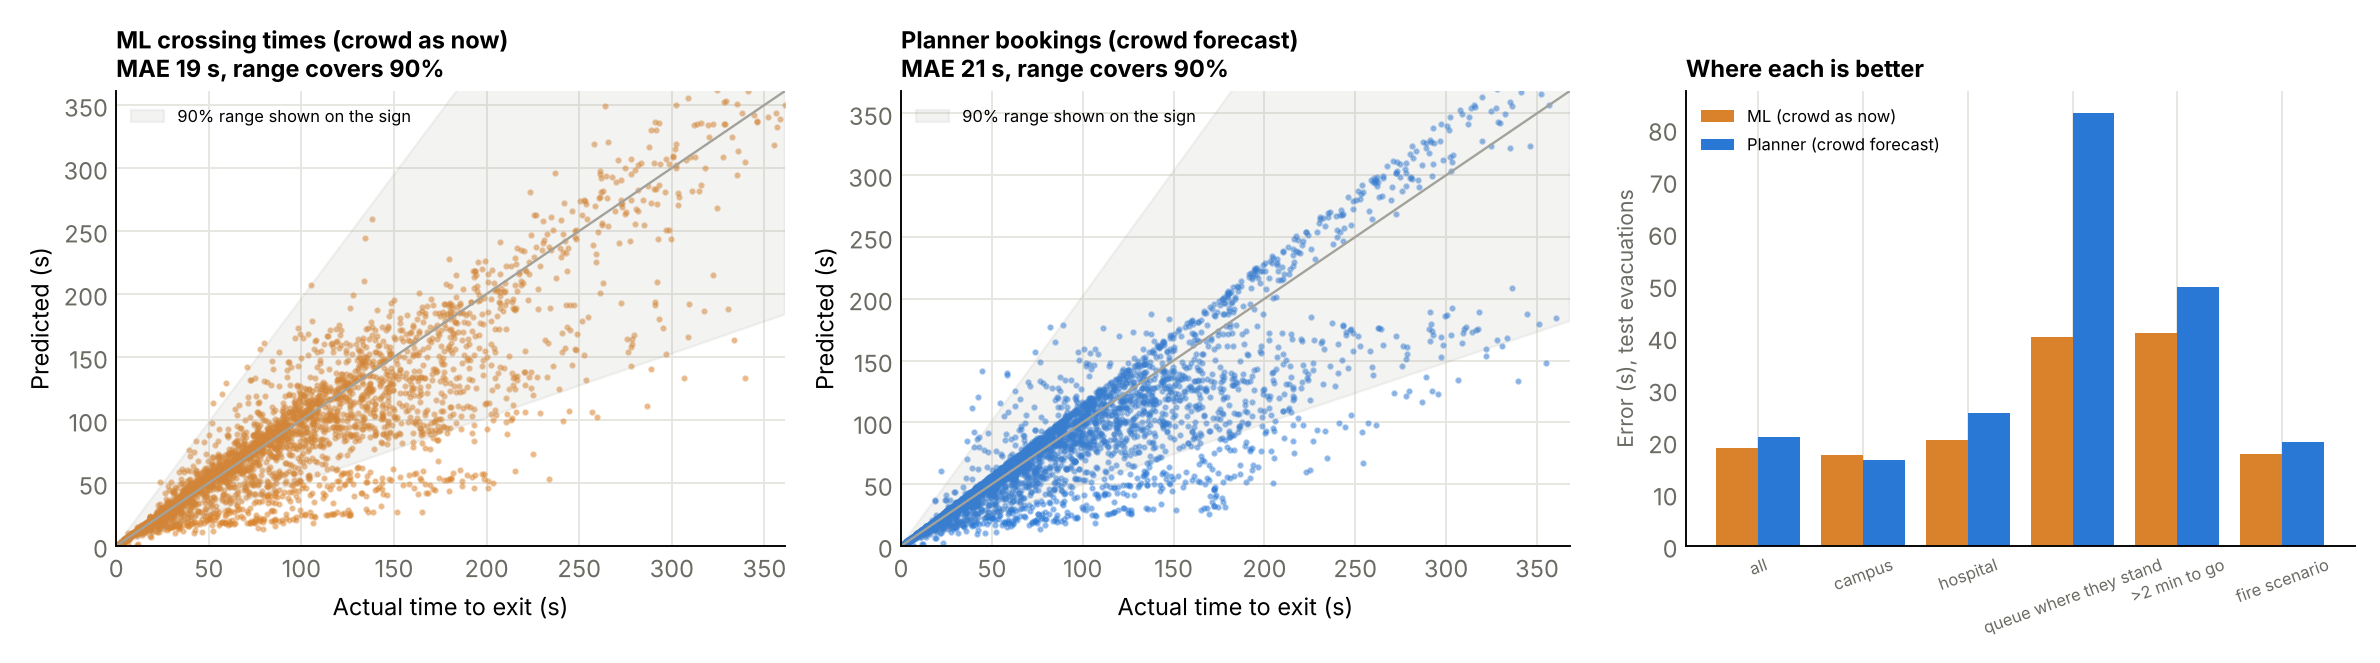 ML crossing times (crowd as now)
MAE 19 s, range covers 90%
90% range shown on the sign
Predicted (s)
350
300
250
200
150
100
50
0
0 50 100 150 200 250 300 350
Actual time to exit (s)
Planner bookings (crowd forecast)
MAE 21 s, range covers 90%
90% range shown on the sign
Predicted (s)
350
300
250
200
150
100
50
0
0 50 100 150 200 250 300 350
Actual time to exit (s)
Where each is better
ML (crowd as now)
Planner (crowd forecast)
Error (s), test evacuations
80
70
60
50
40
30
20
10
0
all
campus
hospital
queue where they stand
>2 min to go
fire scenario